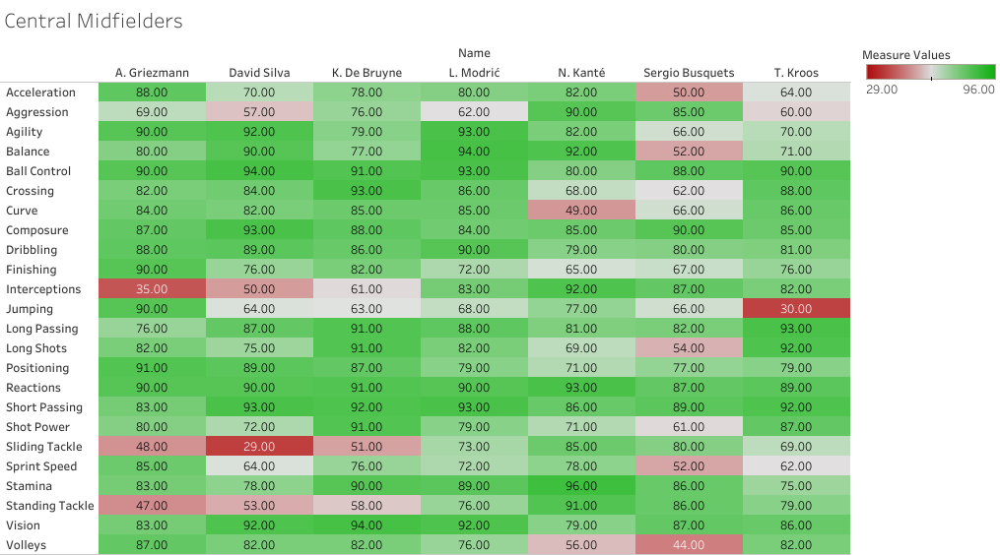 Central Midfielders
Name
A. Griezmann David Silva K. De Bruyne L. Modrić N. Kanté Sergio Busquets T. Kroos
Acceleration 88.00 70.00 78.00 80.00 82.00 50.00 64.00
Aggression 69.00 57.00 76.00 62.00 90.00 85.00 60.00
Agility 90.00 92.00 79.00 93.00 82.00 66.00 70.00
Balance 80.00 90.00 77.00 94.00 92.00 52.00 71.00
Ball Control 90.00 94.00 91.00 93.00 80.00 88.00 90.00
Crossing 82.00 84.00 93.00 86.00 68.00 62.00 88.00
Curve 84.00 82.00 85.00 85.00 49.00 66.00 86.00
Composure 87.00 93.00 88.00 84.00 85.00 90.00 85.00
Dribbling 88.00 89.00 86.00 90.00 79.00 80.00 81.00
Finishing 90.00 76.00 82.00 72.00 65.00 67.00 76.00
Interceptions 35.00 50.00 61.00 83.00 92.00 87.00 82.00
Jumping 90.00 64.00 63.00 68.00 77.00 66.00 30.00
Long Passing 76.00 87.00 91.00 88.00 81.00 82.00 93.00
Long Shots 82.00 75.00 91.00 82.00 69.00 54.00 92.00
Positioning 91.00 89.00 87.00 79.00 71.00 77.00 79.00
Reactions 90.00 90.00 91.00 90.00 93.00 87.00 89.00
Short Passing 83.00 93.00 92.00 93.00 86.00 89.00 92.00
Shot Power 80.00 72.00 91.00 79.00 71.00 61.00 87.00
Sliding Tackle 48.00 29.00 51.00 73.00 85.00 80.00 69.00
Sprint Speed 85.00 64.00 76.00 72.00 78.00 52.00 62.00
Stamina 83.00 78.00 90.00 89.00 96.00 86.00 75.00
Standing Tackle 47.00 53.00 58.00 76.00 91.00 86.00 79.00
Vision 83.00 92.00 94.00 92.00 79.00 87.00 86.00
Volleys 87.00 82.00 82.00 76.00 56.00 44.00 82.00
Measure Values
29.00 96.00